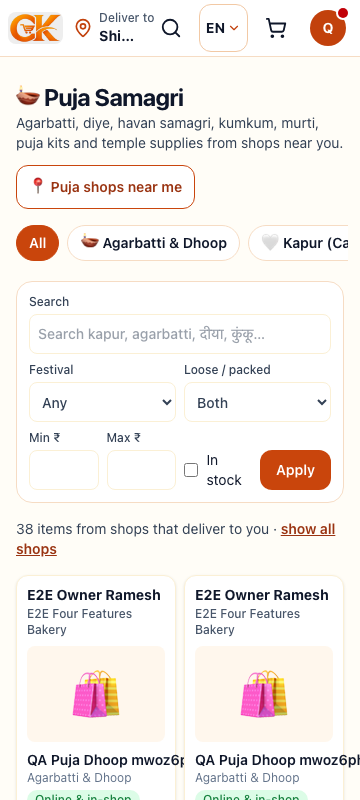 GK
Deliver to
Shi...
EN
Q
Puja Samagri
Agarbatti, diye, havan samagri, kumkum, murti,
puja kits and temple supplies from shops near you.
Puja shops near me
All
Agarbatti & Dhoop
Kapur (Ca
Search
Search kapur, agarbatti, दीया, कुंकू...
Festival
Loose / packed
Any
Both
Min ₹
Max ₹
In
stock
Apply
38 items from shops that deliver to you · show all
shops
E2E Owner Ramesh
E2E Four Features
Bakery
E2E Owner Ramesh
E2E Four Features
Bakery
QA Puja Dhoop mwoz6p
Agarbatti & Dhoop
Online & in-shop
QA Puja Dhoop mwoz6ph
Agarbatti & Dhoop
Online & in-shop